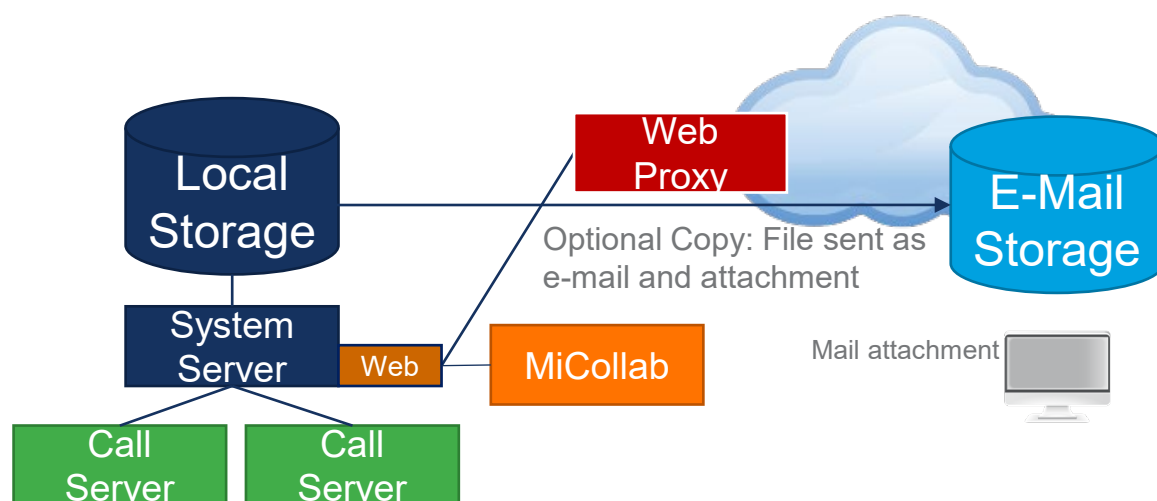 Local
Storage
Web
Proxy
E-Mail
Storage
Optional Copy: File sent as
e-mail and attachment
System
Server
Web
MiCollab
Mail attachment
Call
Server
Call
Server